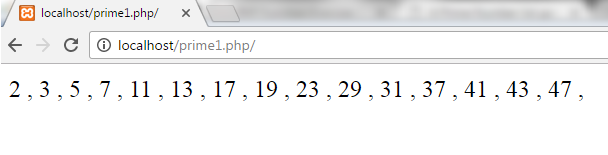 localhost/prime1.php/
localhost/prime1.php/
2 , 3 , 5 , 7 , 11 , 13 , 17 , 19 , 23 , 29 , 31 , 37 , 41 , 43 , 47 ,